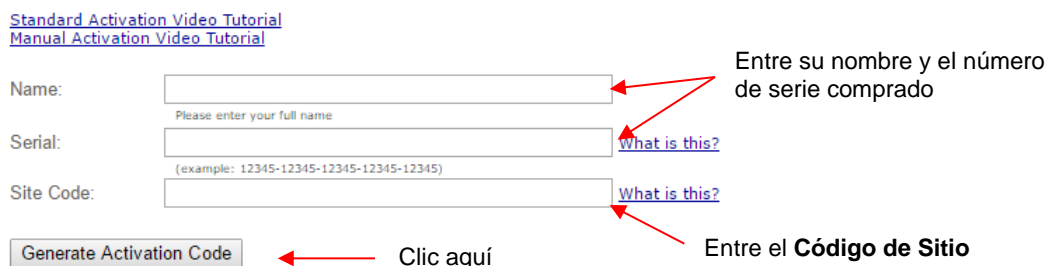 Standard Activation Video Tutorial
Manual Activation Video Tutorial
Entre su nombre y el número
de serie comprado
Name:
Please enter your full name
Serial:
What is this?
(example: 12345-12345-12345-12345-12345)
Site Code:
What is this?
Generate Activation Code
Clic aquí
Entre el Código de Sitio